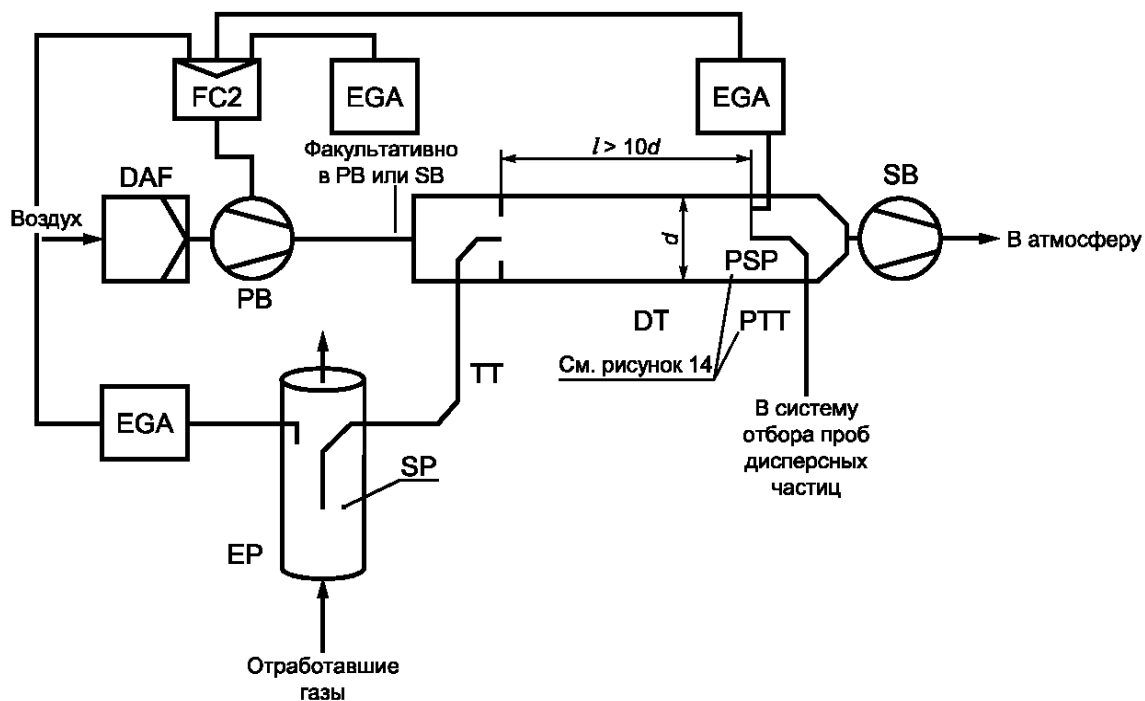 FC2
EGA
EGA
Факультативно
в PB или SB
l > 10d
DAF
SB
Воздух
d
В атмосферу
PB
PSP
DT
PTT
См. рисунок 14
TT
EGA
В систему
отбора проб
дисперсных
частиц
SP
EP
Отработавшие
газы